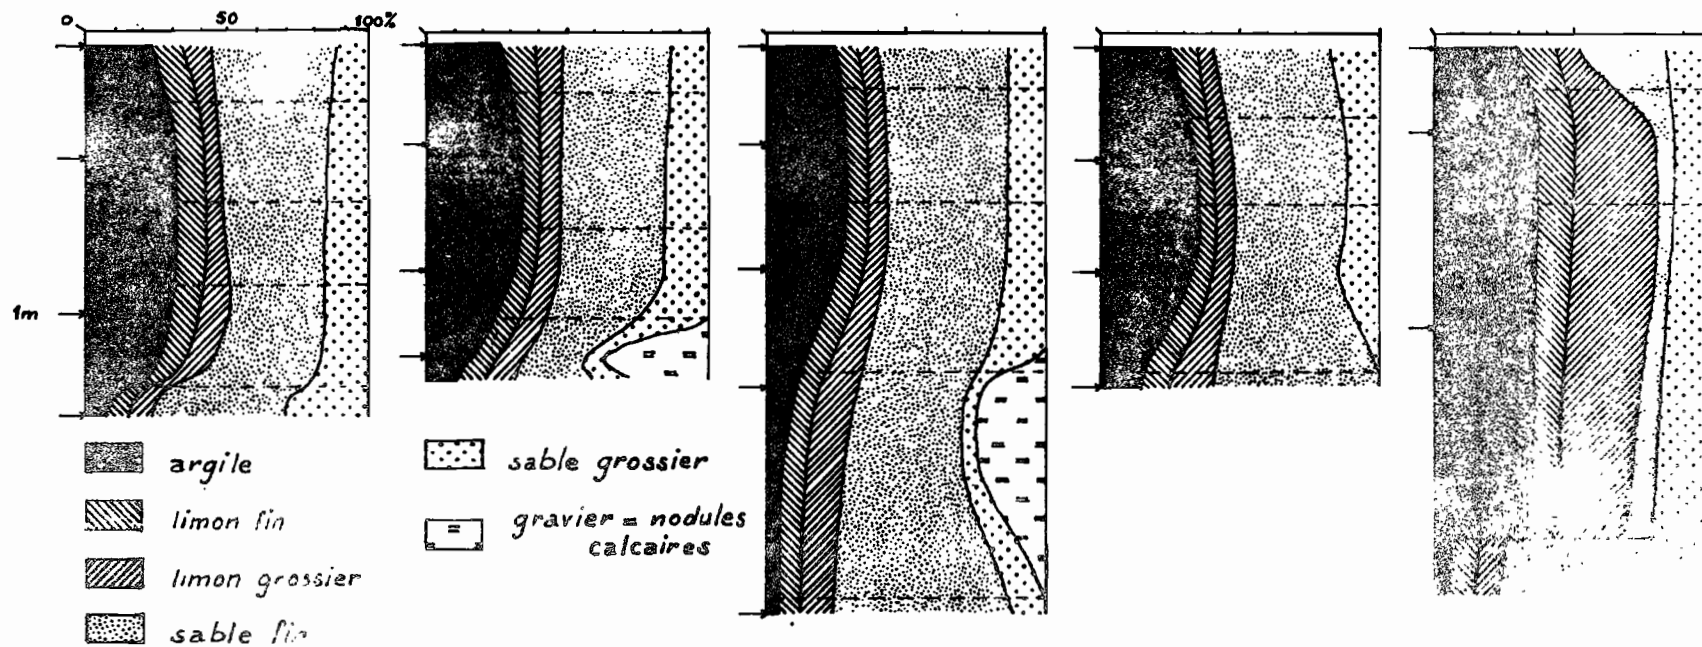 0 50 100%
1m
argile
limon fin
limon grossier
sable fin
sable grossier
gravier = nodules
calcaires